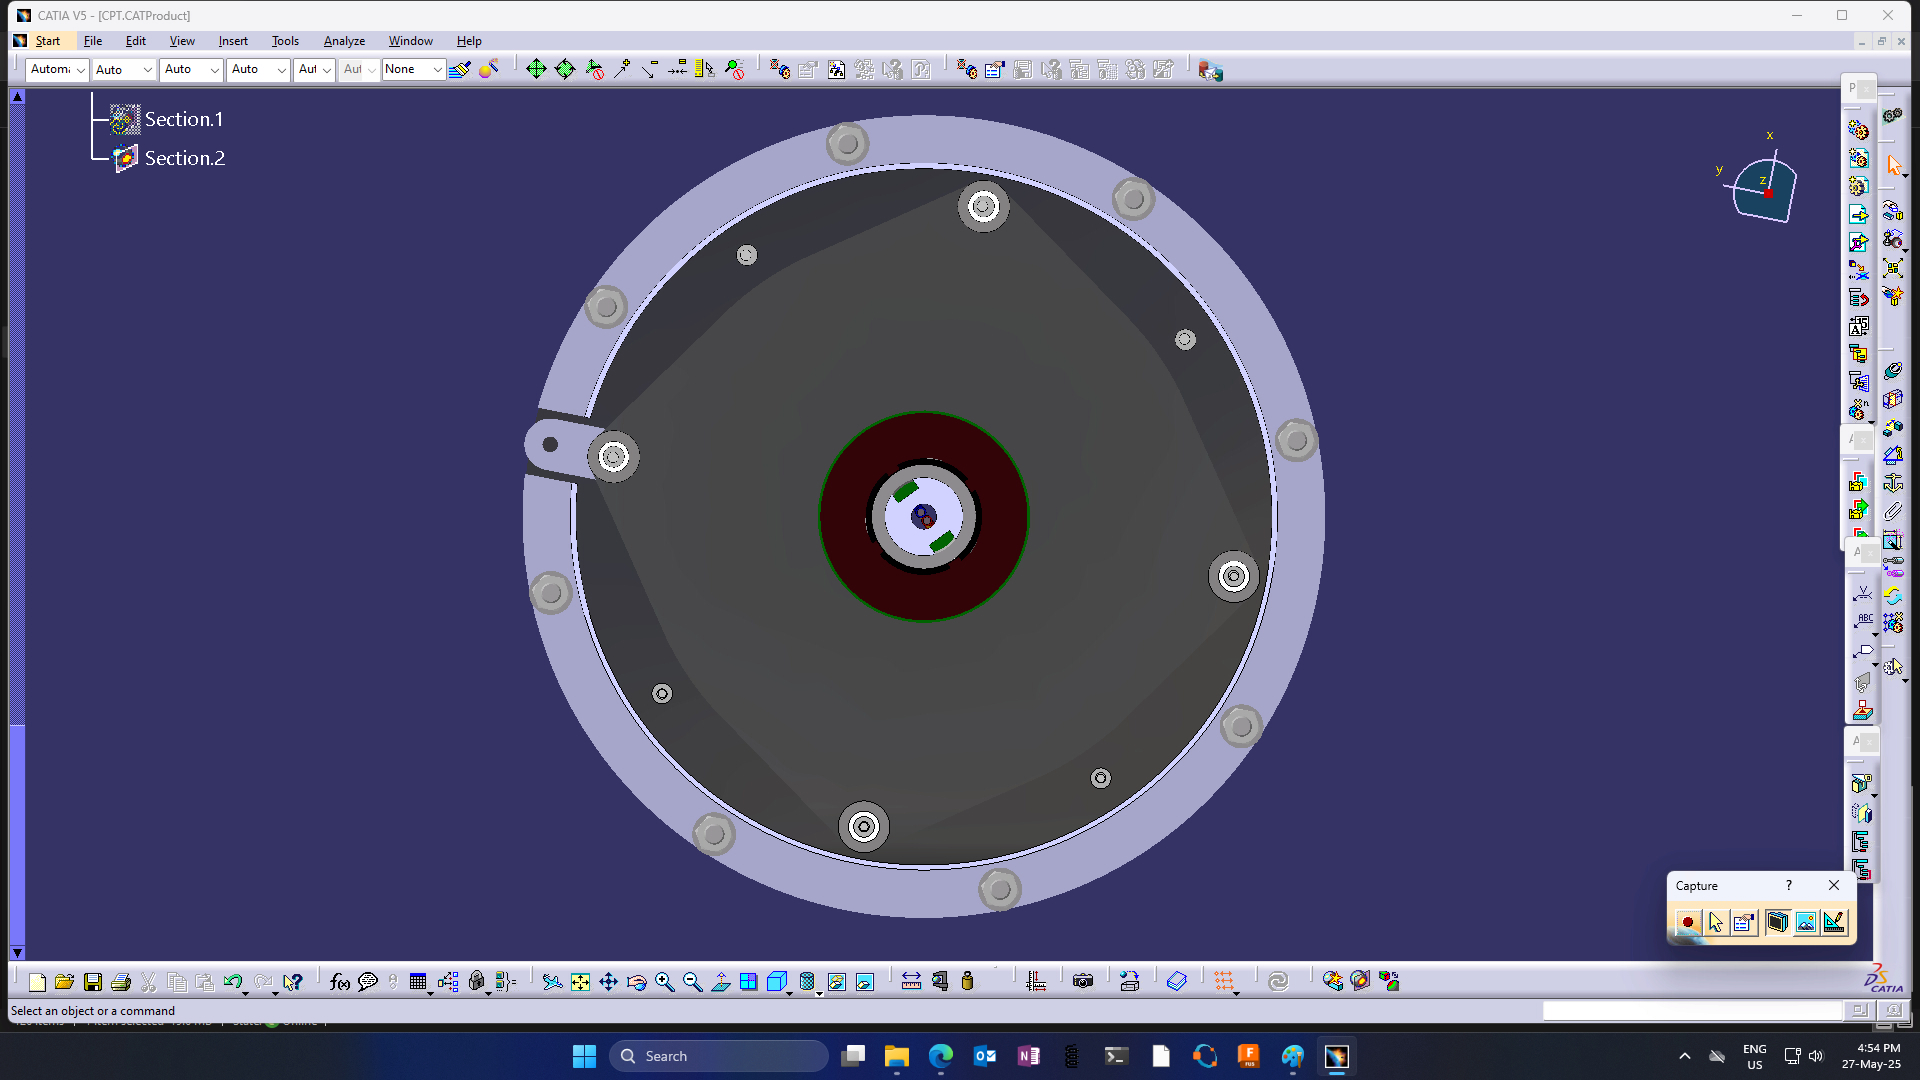 CATIA V5 - [CPT.CATProduct]
Start File Edit View Insert Tools Analyze Window Help
Auto Auto Auto Aut Aut None
Section.1
Section.2
x
y
z
P
A
A
A
ABC
Capture ?
f(x)
CATIA
Select an object or a command
Search
ENG
US
4:54 PM
27-May-25